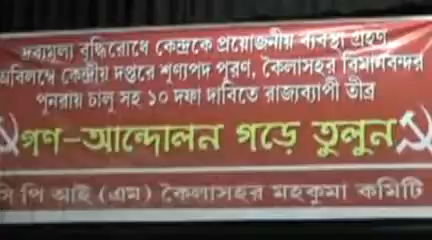 দ্রব্যমূল্য বৃদ্ধিরোধে কেন্দ্রকে প্রয়োজনীয় ব্যবস্থা গ্রহণ
অবিলম্বে কেন্দ্রীয় দপ্তরে শূণ্যপদ পূরণ, কৈলাসহর বিমানবন্দর
পুনরায় চালু সহ ১০ দফা দাবিতে রাজ্যব্যাপী তীব্র
গণ-আন্দোলন গড়ে তুলুন
সি পি আই (এম) কৈলাসহর মহকুমা কমিটি